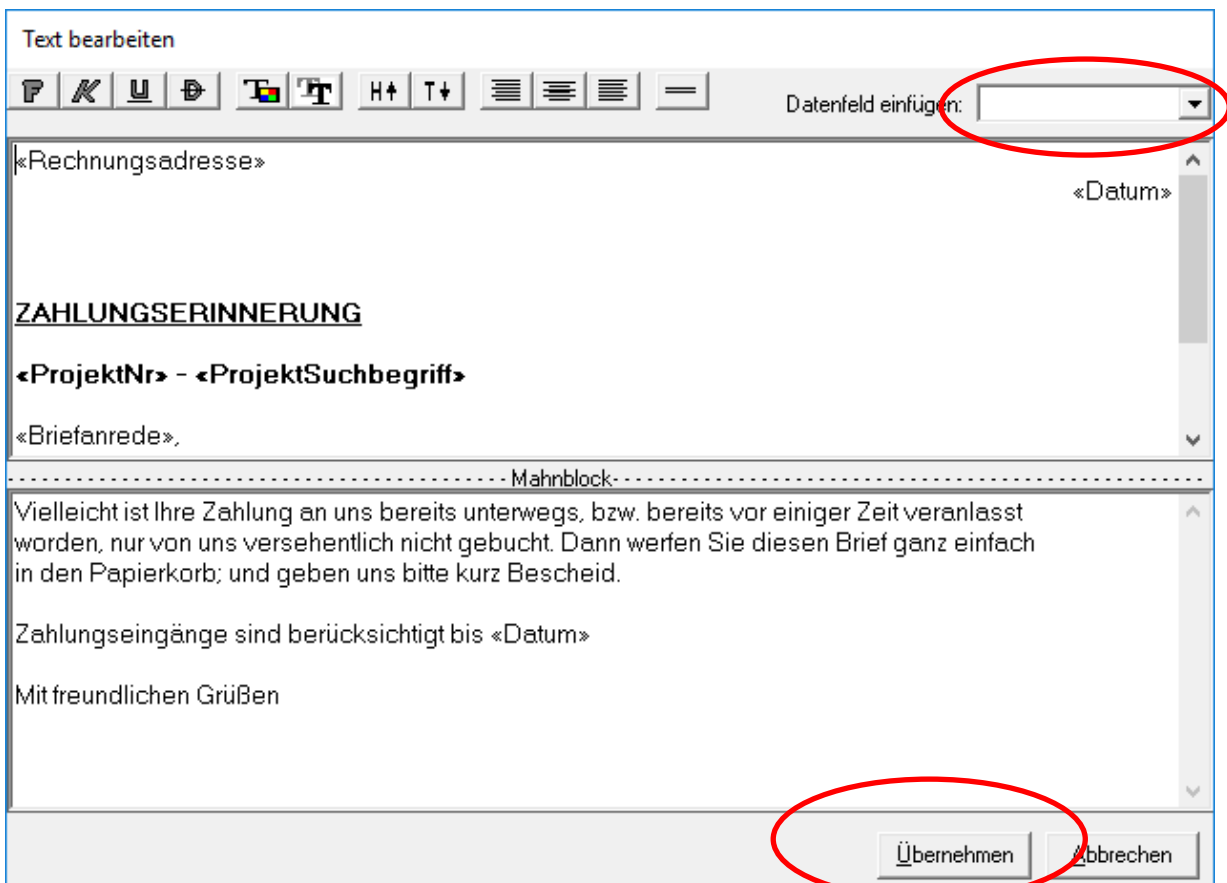 Text bearbeiten
F K U D T TT H T Datenfeld einfügen:
«Rechnungsadresse»
«Datum»
ZAHLUNGSERINNERUNG
«ProjektNr» - «ProjektSuchbegriff»
«Briefanrede»,
Mahnblock
Vielleicht ist Ihre Zahlung an uns bereits unterwegs, bzw. bereits vor einiger Zeit veranlasst
worden, nur von uns versehentlich nicht gebucht. Dann werfen Sie diesen Brief ganz einfach
in den Papierkorb; und geben uns bitte kurz Bescheid.
Zahlungseingänge sind berücksichtigt bis «Datum»
Mit freundlichen Grüßen
Übernehmen Abbrechen